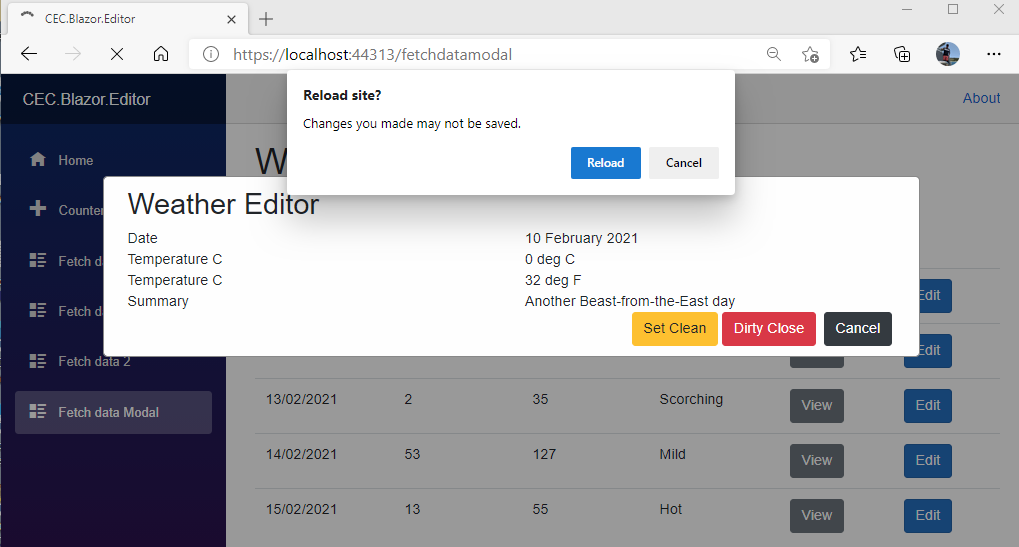 CEC.Blazor.Editor
https://localhost:44313/fetchdatamodal
Reload site?
Changes you made may not be saved.
Reload Cancel
CEC.Blazor.Editor
About
Home
Counter
Fetch d
Fetch d
Fetch data 2
Fetch data Modal
W
Weather Editor
Date 10 February 2021
Temperature C 0 deg C
Temperature C 32 deg F
Summary Another Beast-from-the-East day
Set Clean Dirty Close Cancel
Edit
Edit
13/02/2021 2 35 Scorching View Edit
14/02/2021 53 127 Mild View Edit
15/02/2021 13 55 Hot View Edit